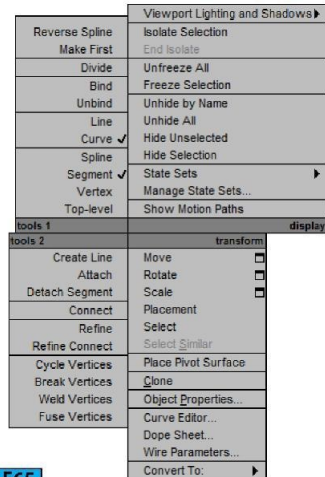 Viewport Lighting and Shadows
Reverse Spline
Isolate Selection
Make First
End Isolate
Divide
Unfreeze All
Bind
Freeze Selection
Unbind
Unhide by Name
Line
Unhide All
Curve ✓
Hide Unselected
Spline
Hide Selection
Segment ✓
State Sets
Vertex
Manage State Sets...
Top-level
Show Motion Paths
tools 1
display
tools 2
transform
Create Line
Move
Attach
Rotate
Detach Segment
Scale
Connect
Placement
Refine
Select
Refine Connect
Select Similar
Cycle Vertices
Place Pivot Surface
Break Vertices
Clone
Weld Vertices
Object Properties...
Fuse Vertices
Curve Editor...
Dope Sheet...
Wire Parameters...
Convert To:
565